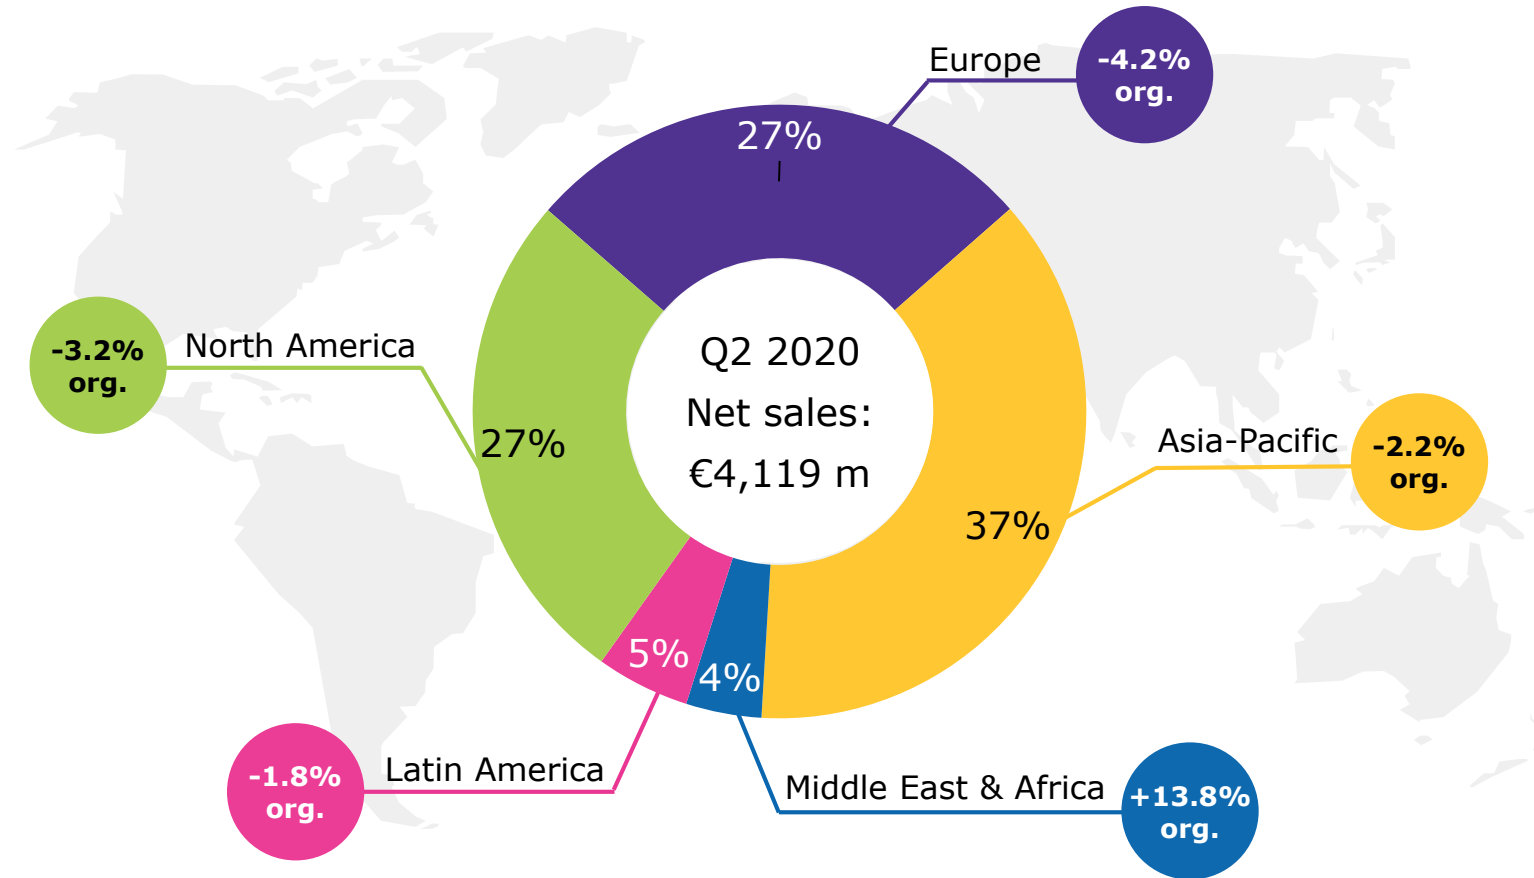 Europe
-4.2%
org.
27%
North America
-3.2%
org.
27%
Q2 2020
Net sales:
€4,119 m
Asia-Pacific
-2.2%
org.
37%
5%
4%
Latin America
-1.8%
org.
Middle East & Africa
+13.8%
org.